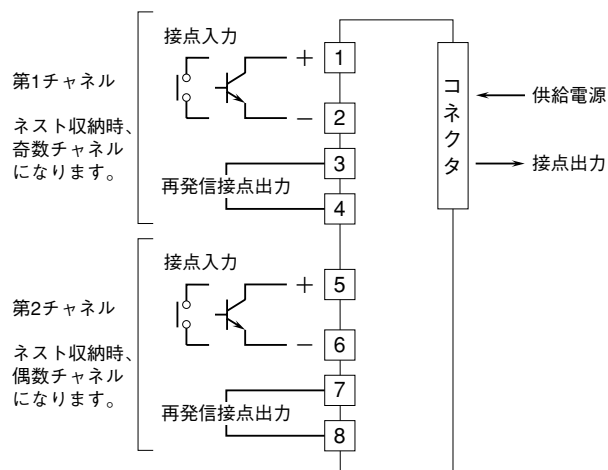 接点入力
第1チャネル
ネスト収納時、
奇数チャネル
になります。
+ 1
− 2
3
再発信接点出力
4
接点入力
第2チャネル
ネスト収納時、
偶数チャネル
になります。
+ 5
− 6
7
再発信接点出力
8
コネクタ
供給電源
接点出力